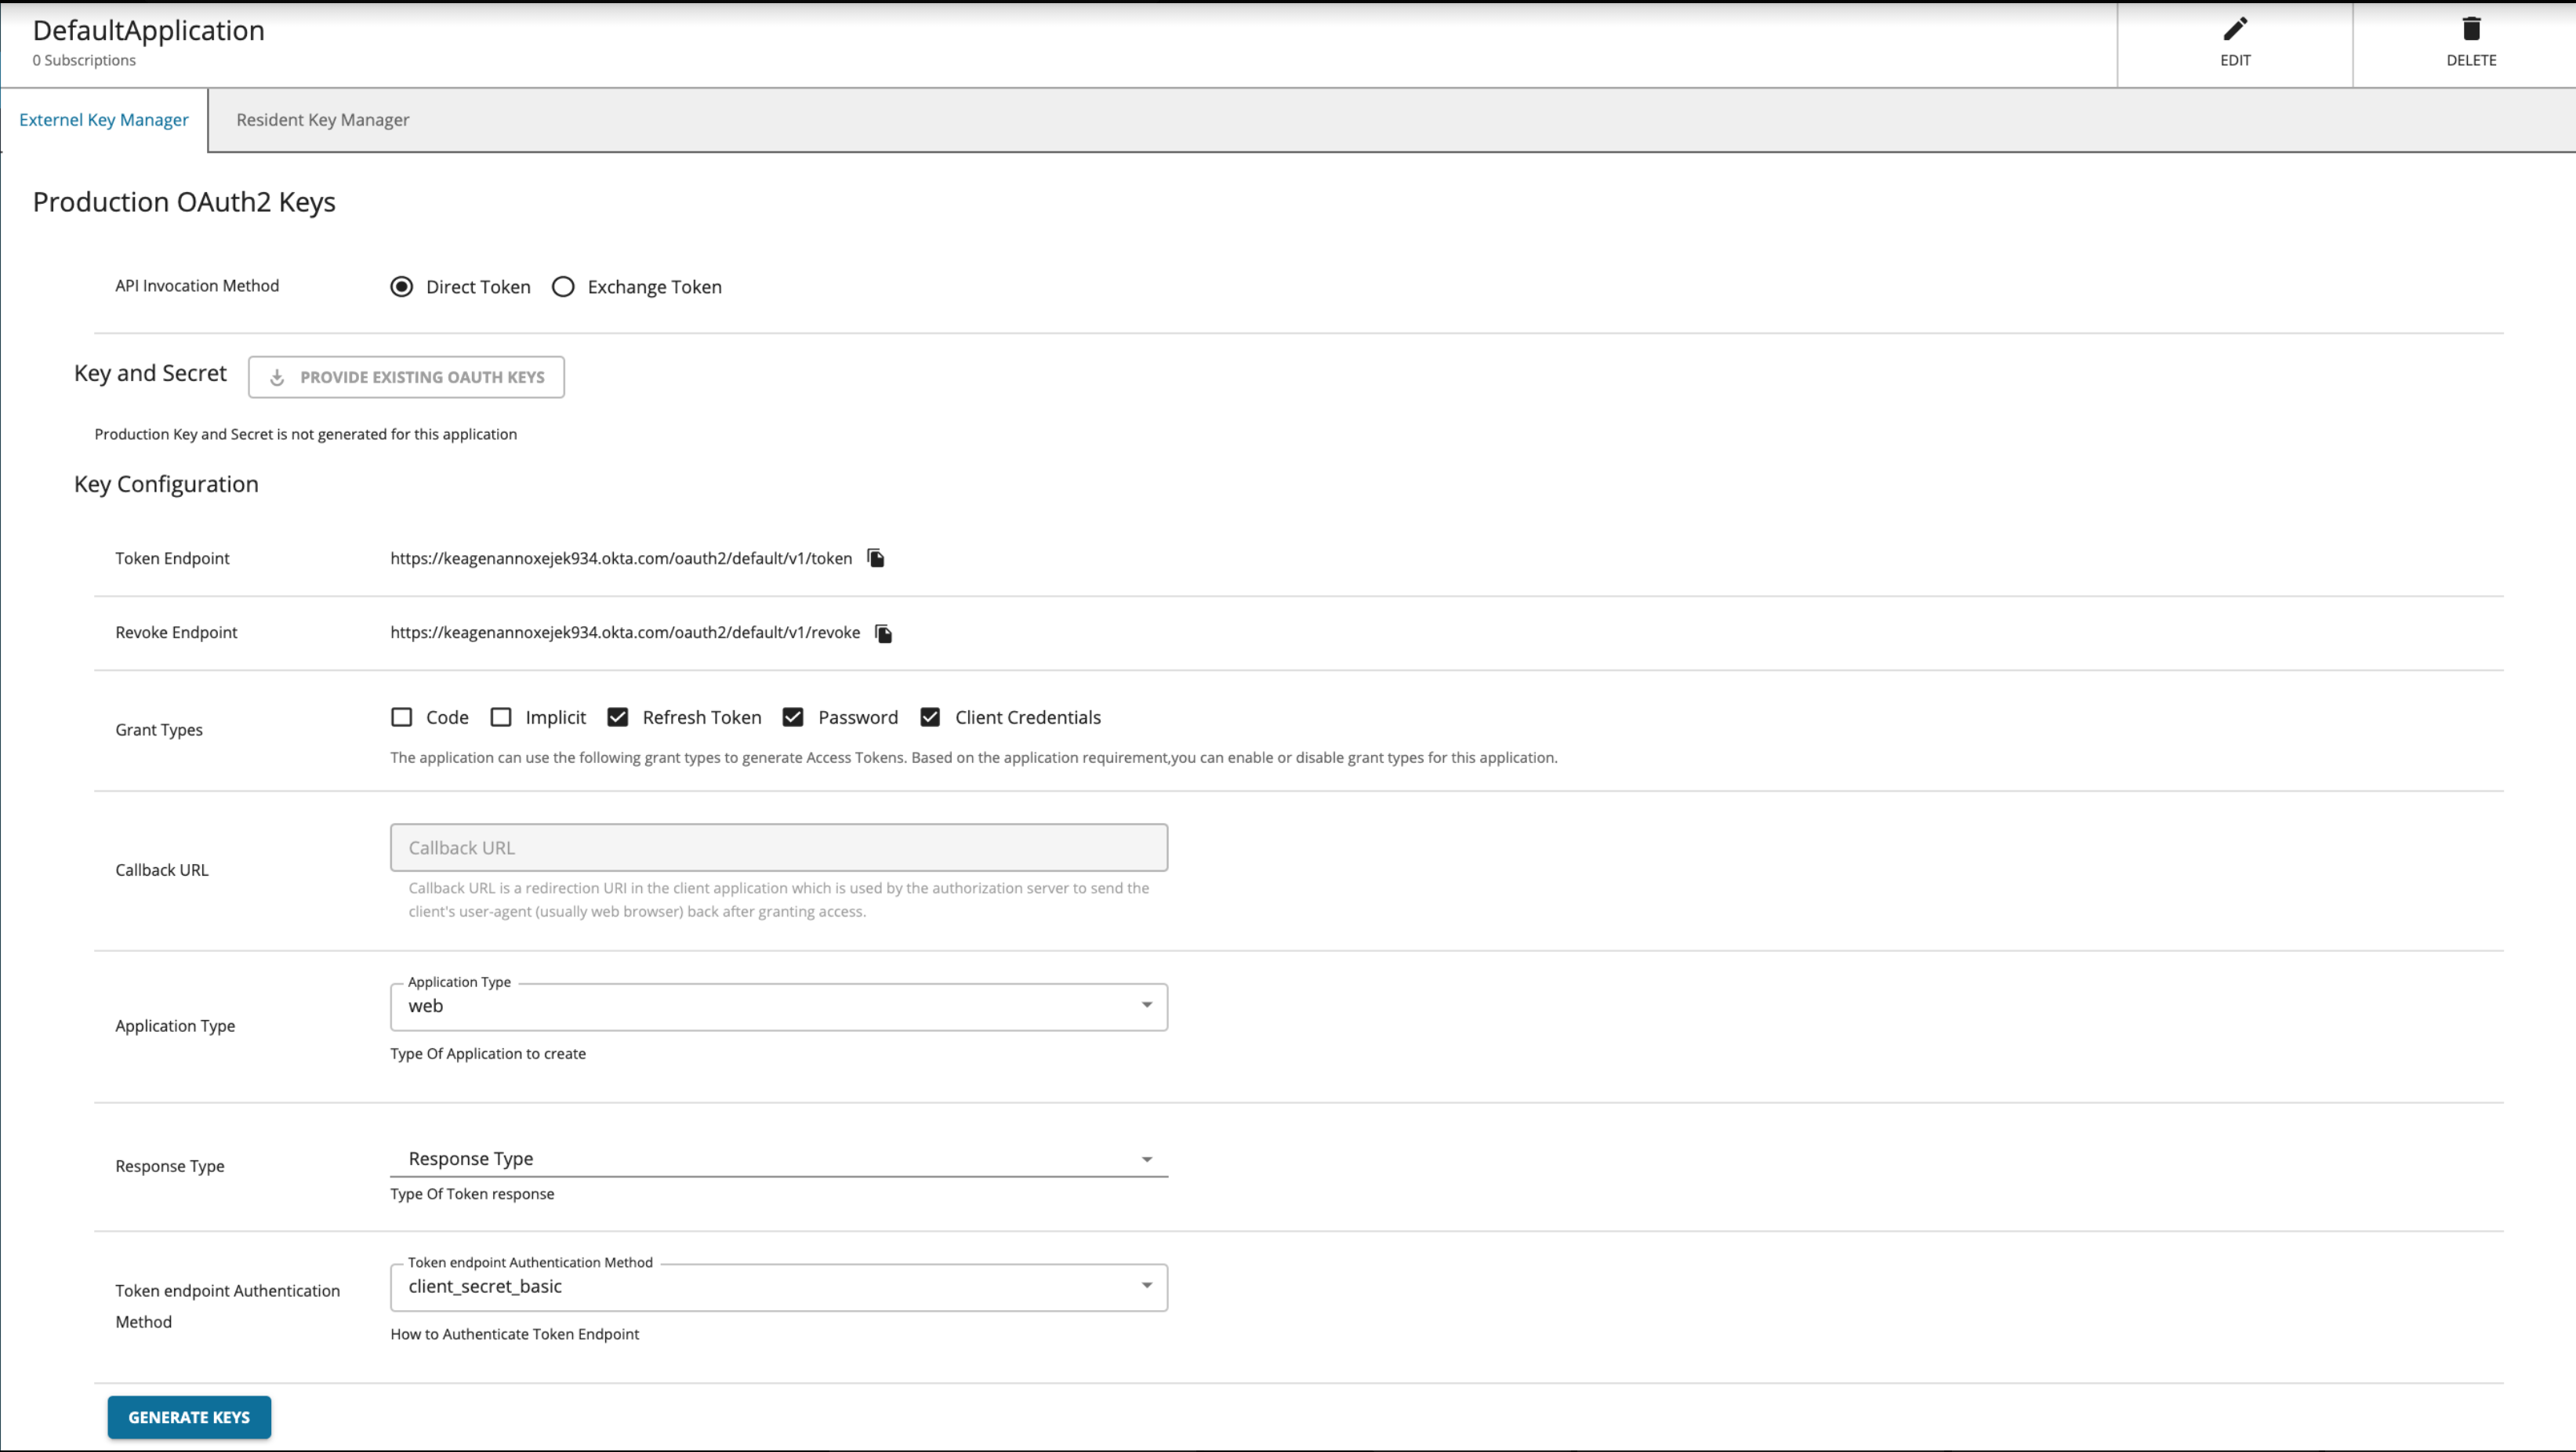 DefaultApplication
0 Subscriptions
EDIT
DELETE
Externel Key Manager
Resident Key Manager
Production OAuth2 Keys
API Invocation Method
Direct Token
Exchange Token
Key and Secret
PROVIDE EXISTING OAUTH KEYS
Production Key and Secret is not generated for this application
Key Configuration
Token Endpoint
https://keagenannoxejek934.okta.com/oauth2/default/v1/token
Revoke Endpoint
https://keagenannoxejek934.okta.com/oauth2/default/v1/revoke
Grant Types
Code
Implicit
Refresh Token
Password
Client Credentials
The application can use the following grant types to generate Access Tokens. Based on the application requirement,you can enable or disable grant types for this application.
Callback URL
Callback URL
Callback URL is a redirection URI in the client application which is used by the authorization server to send the
client's user-agent (usually web browser) back after granting access.
Application Type
Application Type
web
Type Of Application to create
Response Type
Response Type
Type Of Token response
Token endpoint Authentication
Method
Token endpoint Authentication Method
client_secret_basic
How to Authenticate Token Endpoint
GENERATE KEYS